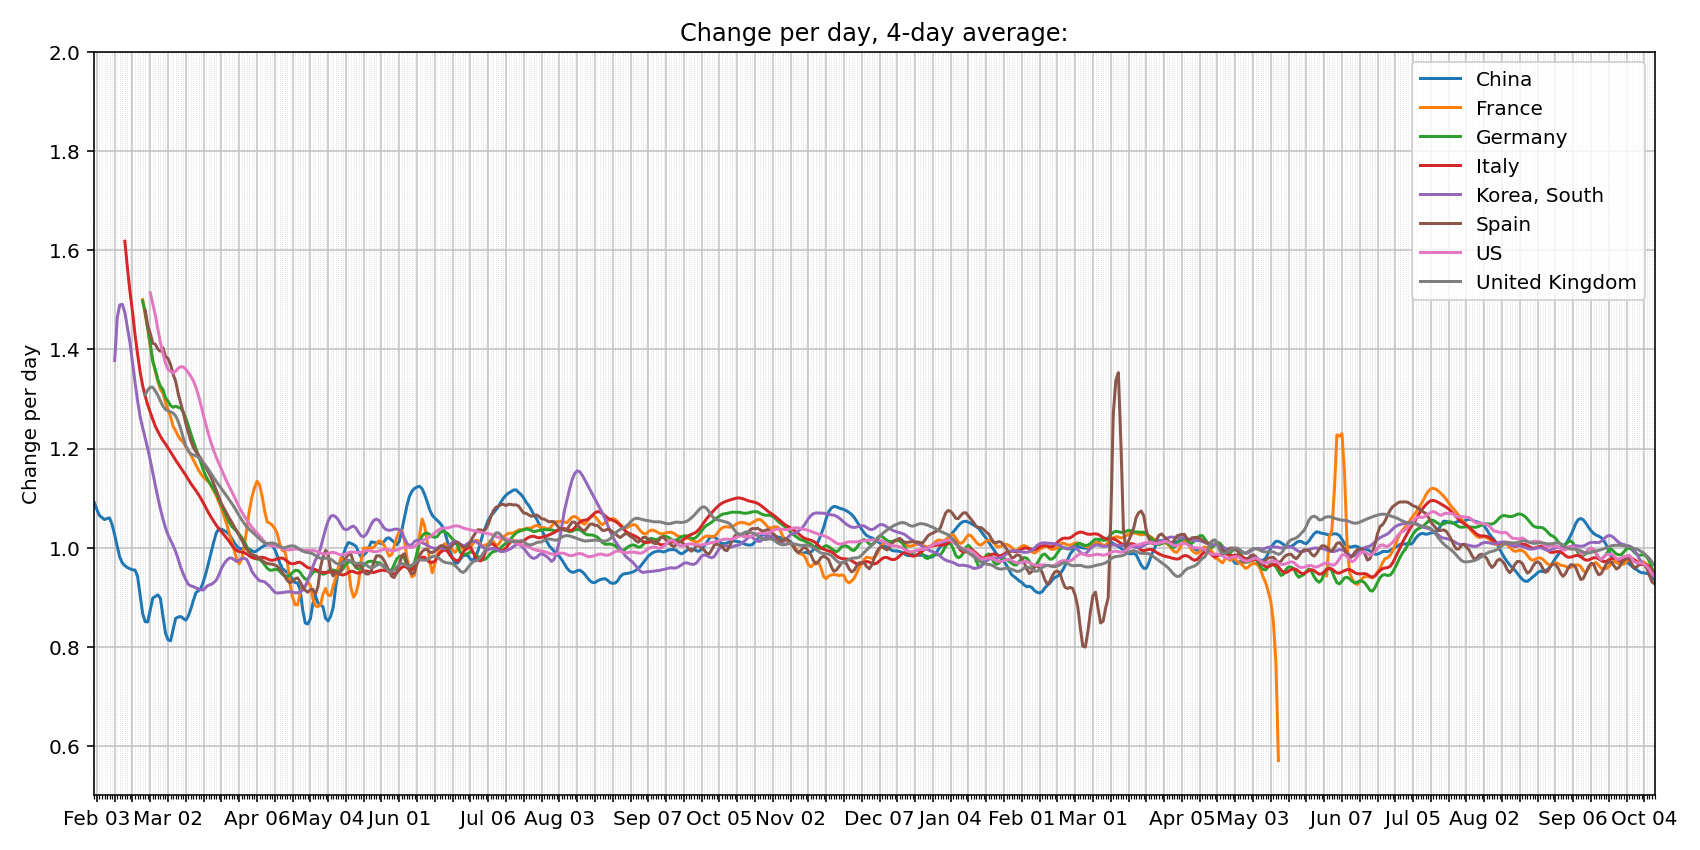 Change per day, 4-day average:
2.0
1.8
1.6
1.4
1.2
1.0
0.8
0.6
Change per day
China
France
Germany
Italy
Korea, South
Spain
US
United Kingdom
Feb 03 Mar 02 Apr 06 May 04 Jun 01 Jul 06 Aug 03 Sep 07 Oct 05 Nov 02 Dec 07 Jan 04 Feb 01 Mar 01 Apr 05 May 03 Jun 07 Jul 05 Aug 02 Sep 06 Oct 04